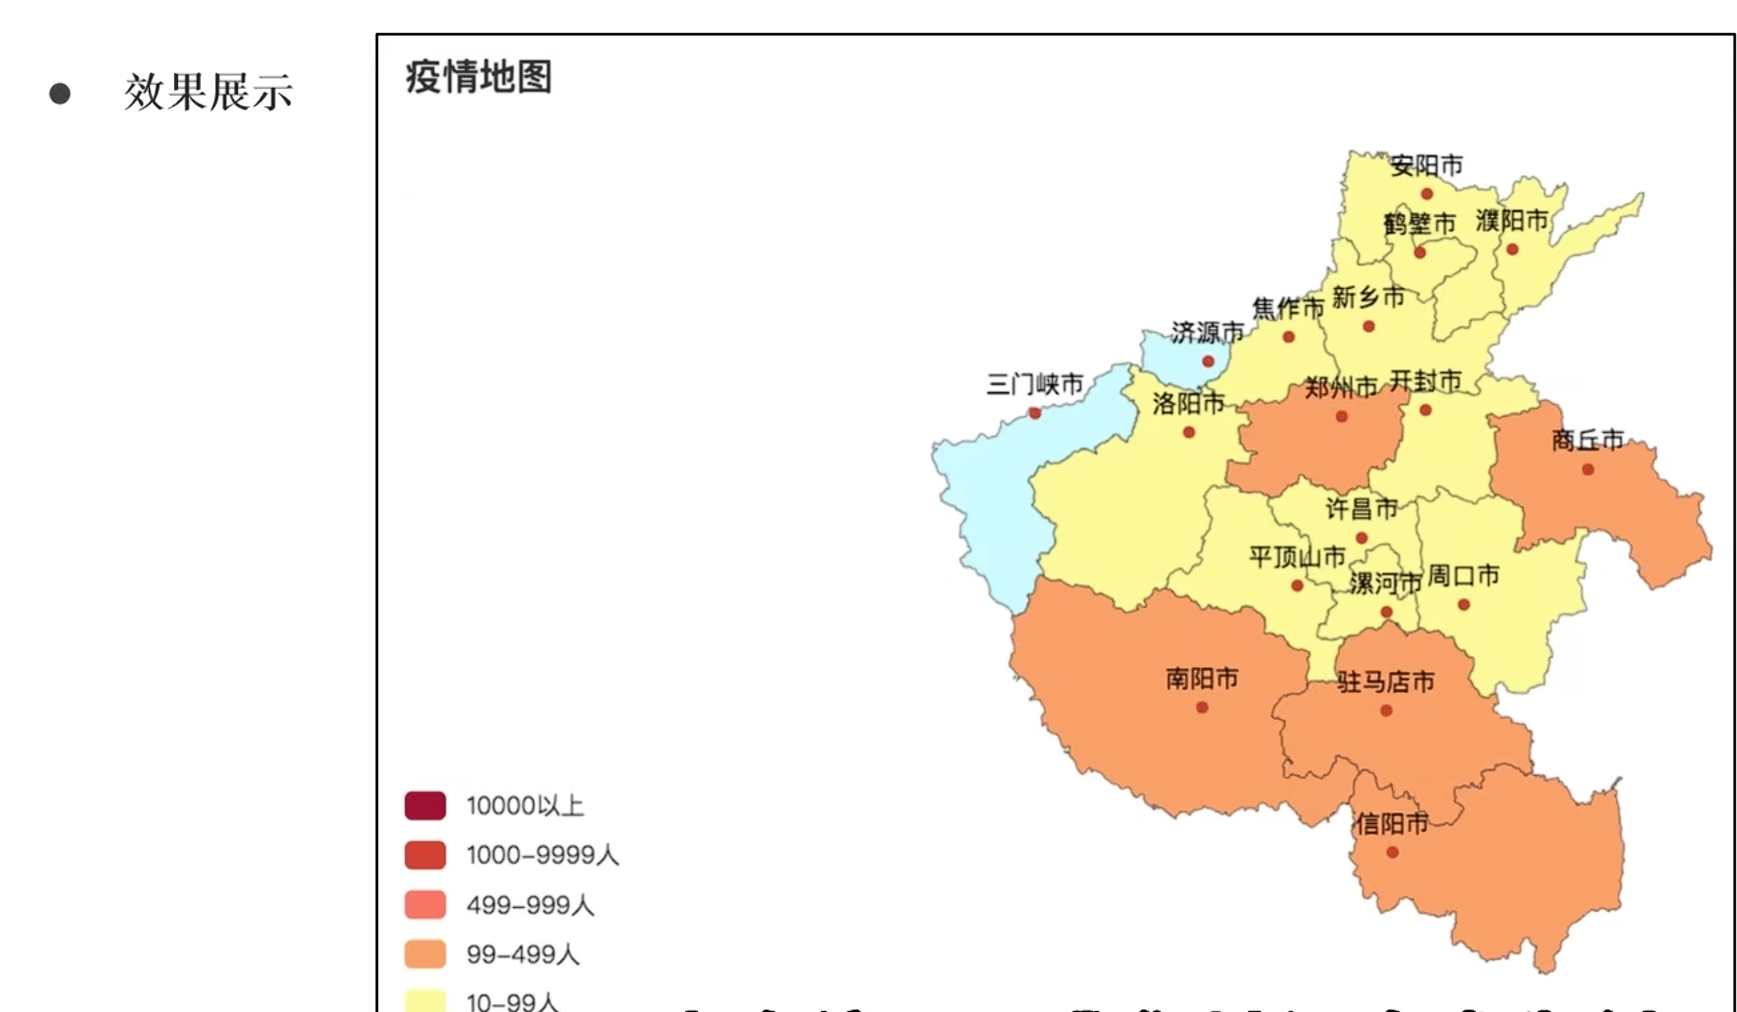 效果展示
疫情地图
安阳市
鹤壁市
濮阳市
新乡市
焦作市
济源市
三门峡市
郑州市
开封市
洛阳市
商丘市
许昌市
平顶山市
漯河市
周口市
南阳市
驻马店市
信阳市
10000以上
1000-9999人
499-999人
99-499人
10-99人